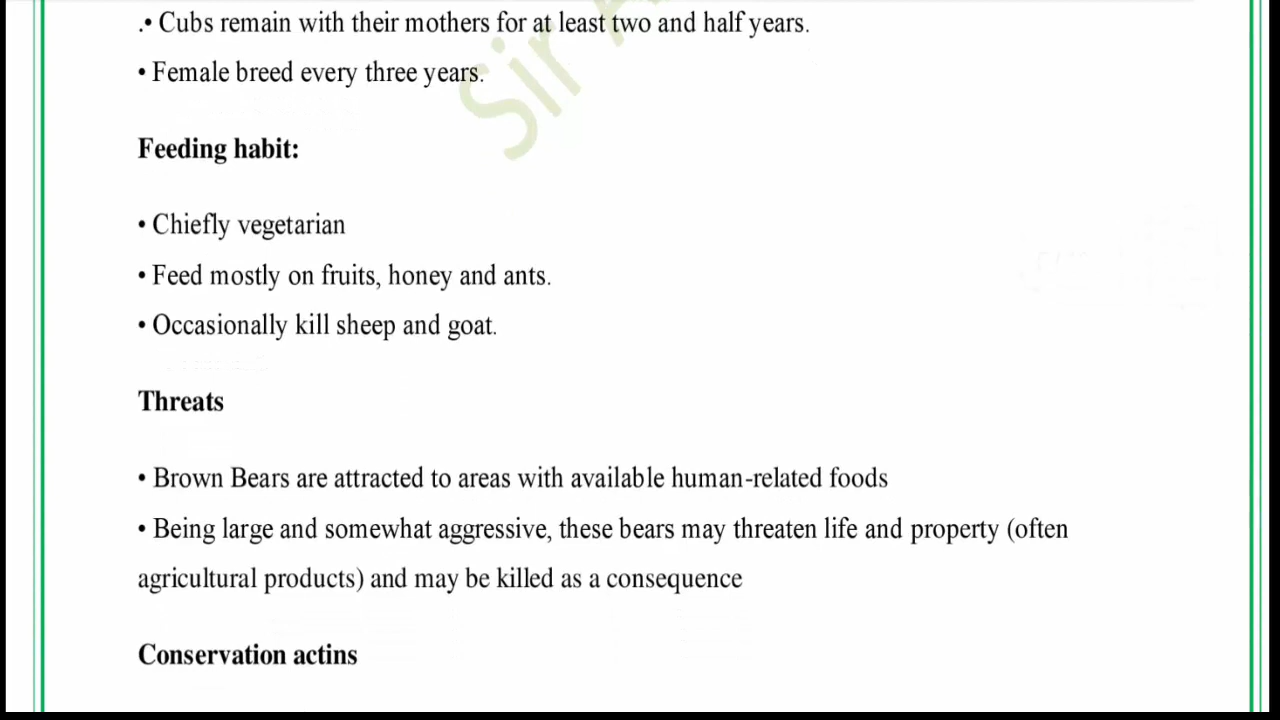 .• Cubs remain with their mothers for at least two and half years.
• Female breed every three years.
Sir
Feeding habit:
• Chiefly vegetarian
• Feed mostly on fruits, honey and ants.
• Occasionally kill sheep and goat.
Threats
• Brown Bears are attracted to areas with available human-related foods
• Being large and somewhat aggressive, these bears may threaten life and property (often
agricultural products) and may be killed as a consequence
Conservation actins